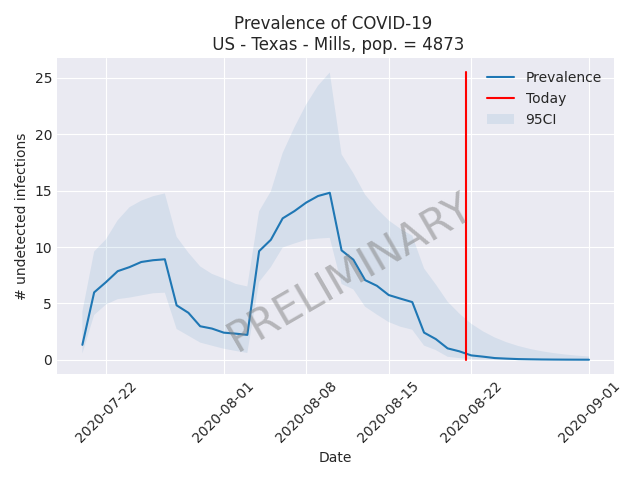 Prevalence of COVID-19
US - Texas - Mills, pop. = 4873
Prevalence
Today
95CI
# undetected infections
25
20
15
10
5
0
PRELIMINARY
2020-07-22
2020-08-01
2020-08-08
2020-08-15
2020-08-22
2020-09-01
Date